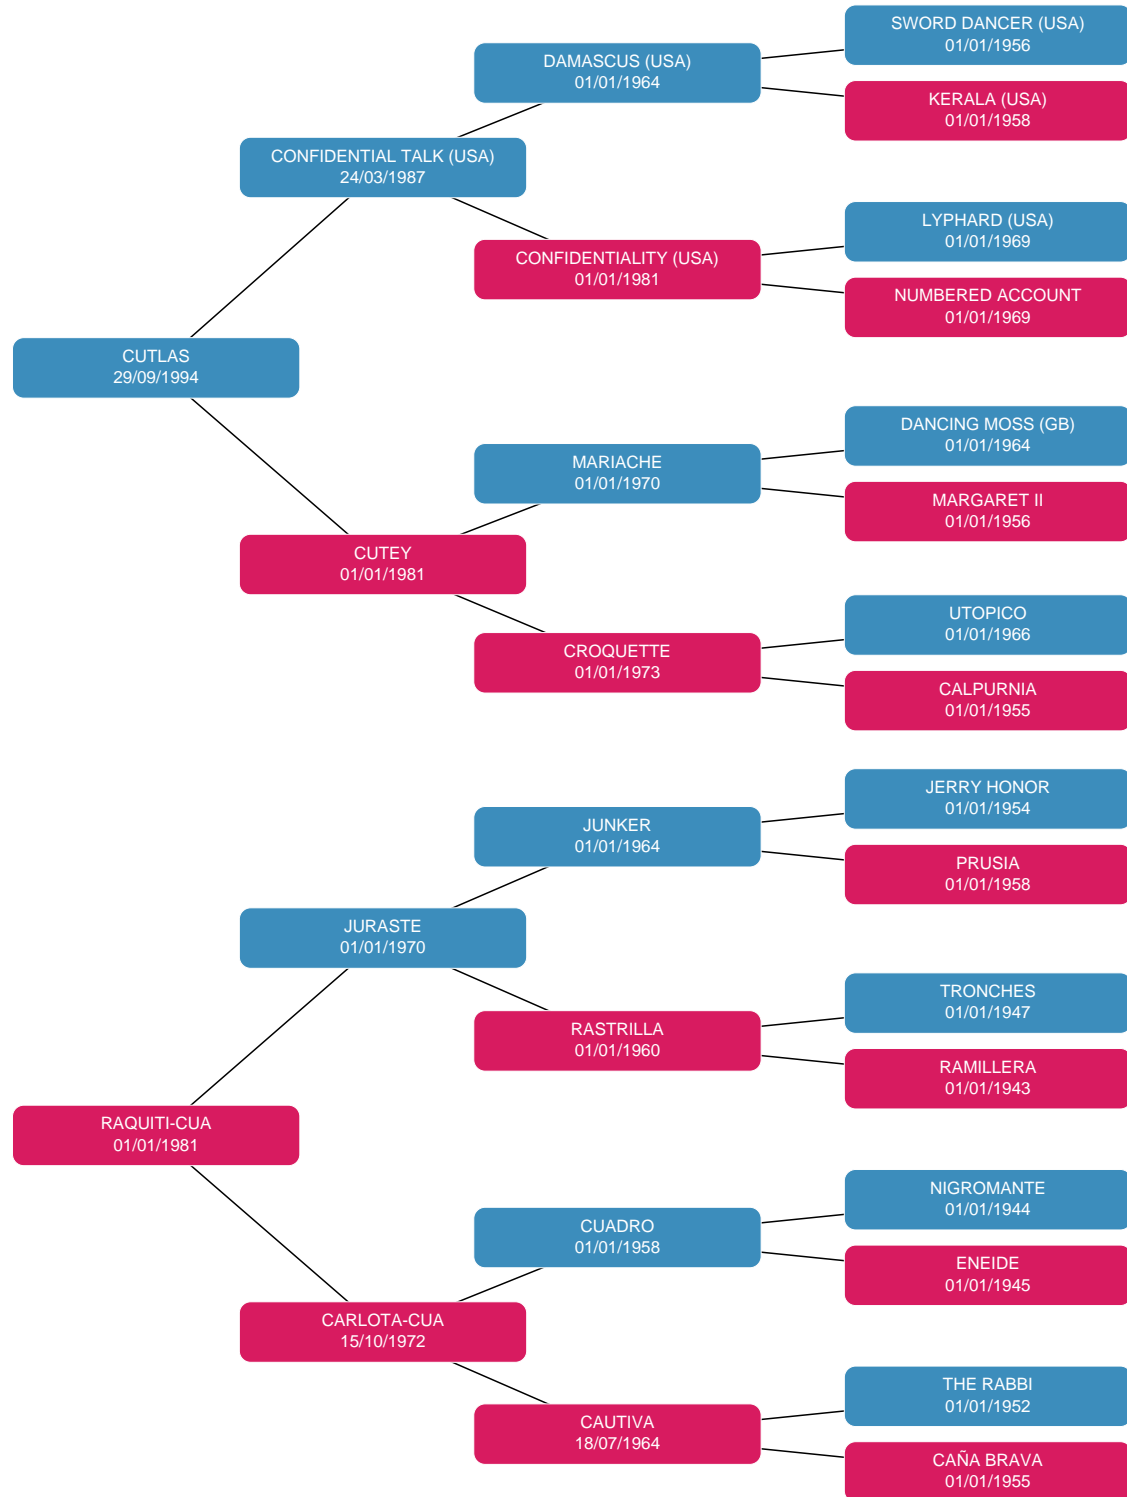 SWORD DANCER (USA)
01/01/1956
DAMASCUS (USA)
01/01/1964
KERALA (USA)
01/01/1958
CONFIDENTIAL TALK (USA)
24/03/1987
LYPHARD (USA)
01/01/1969
CONFIDENTIALITY (USA)
01/01/1981
NUMBERED ACCOUNT
01/01/1969
CUTLAS
29/09/1994
DANCING MOSS (GB)
01/01/1964
MARIACHE
01/01/1970
MARGARET II
01/01/1956
CUTEY
01/01/1981
UTOPICO
01/01/1966
CROQUETTE
01/01/1973
CALPURNIA
01/01/1955
JERRY HONOR
01/01/1954
JUNKER
01/01/1964
PRUSIA
01/01/1958
JURASTE
01/01/1970
TRONCHES
01/01/1947
RASTRILLA
01/01/1960
RAMILLERA
01/01/1943
RAQUITI-CUA
01/01/1981
NIGROMANTE
01/01/1944
CUADRO
01/01/1958
ENEIDE
01/01/1945
CARLOTA-CUA
15/10/1972
THE RABBI
01/01/1952
CAUTIVA
18/07/1964
CAÑA BRAVA
01/01/1955